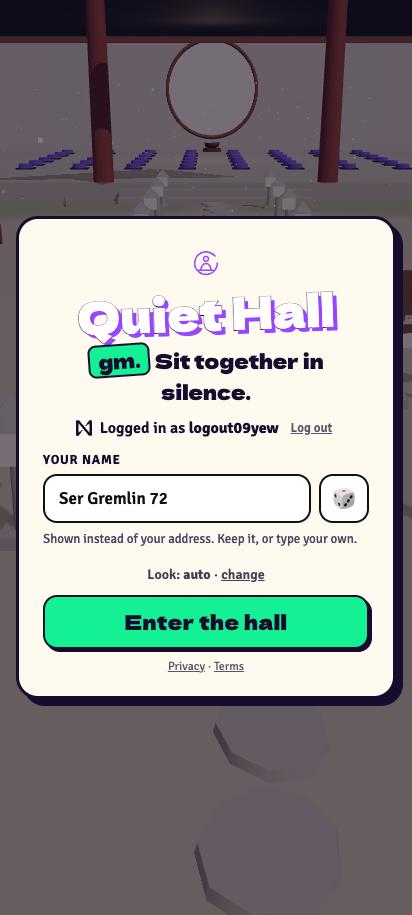 Quiet Hall
gm. Sit together in
silence.
Logged in as logout09yew Log out
YOUR NAME
Ser Gremlin 72
Shown instead of your address. Keep it, or type your own.
Look: auto · change
Enter the hall
Privacy · Terms